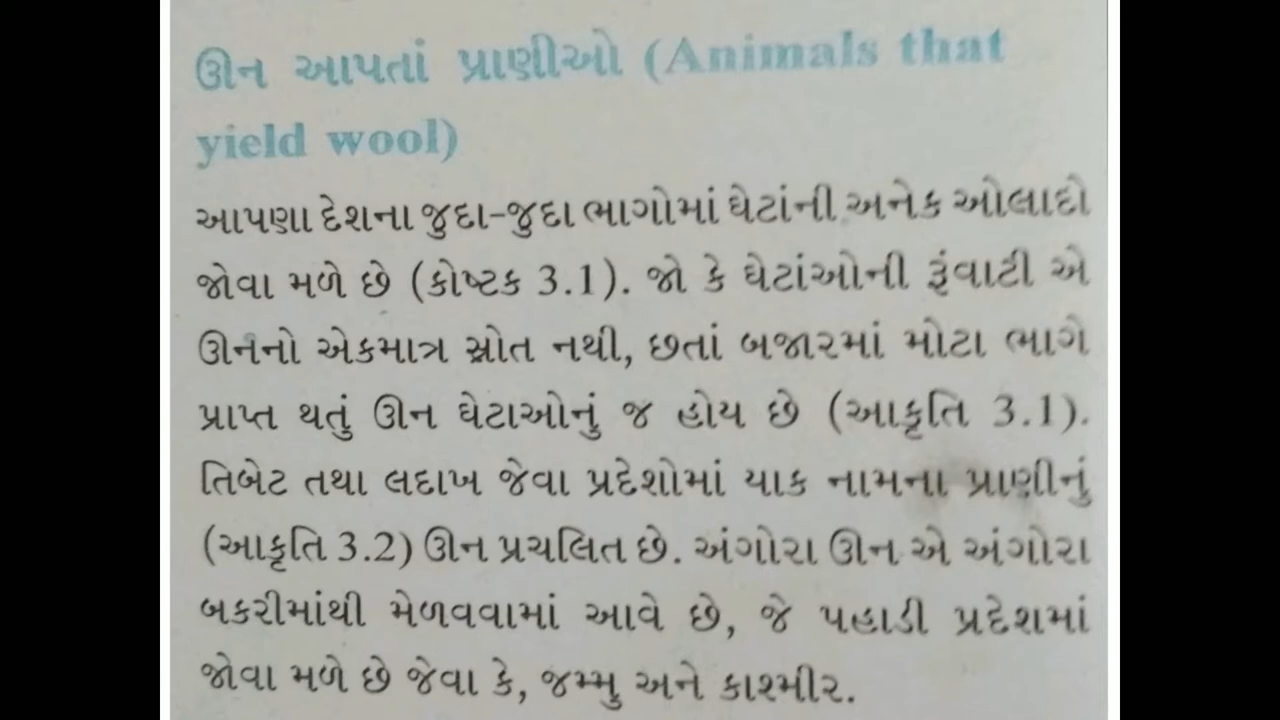 ઊન આપતાં પ્રાણીઓ (Animals that
yield wool)
આપણા દેશના જુદા-જુદા ભાગોમાં ઘેટાંની અનેક ઓલાદો
જોવા મળે છે (કોષ્ટક 3.1). જો કે ઘેટાંઓની રૂંવાટી એ
ઊનનો એકમાત્ર સ્રોત નથી, છતાં બજારમાં મોટા ભાગે
પ્રાપ્ત થતું ઊન ઘેટાઓનું જ હોય છે (આકૃતિ 3.1).
તિબેટ તથા લદાખ જેવા પ્રદેશોમાં યાક નામના પ્રાણીનું
(આકૃતિ 3.2) ઊન પ્રચલિત છે. અંગોરા ઊન એ અંગોરા
બકરીમાંથી મેળવવામાં આવે છે, જે પહાડી પ્રદેશમાં
જોવા મળે છે જેવા કે, જમ્મુ અને કાશ્મીર.